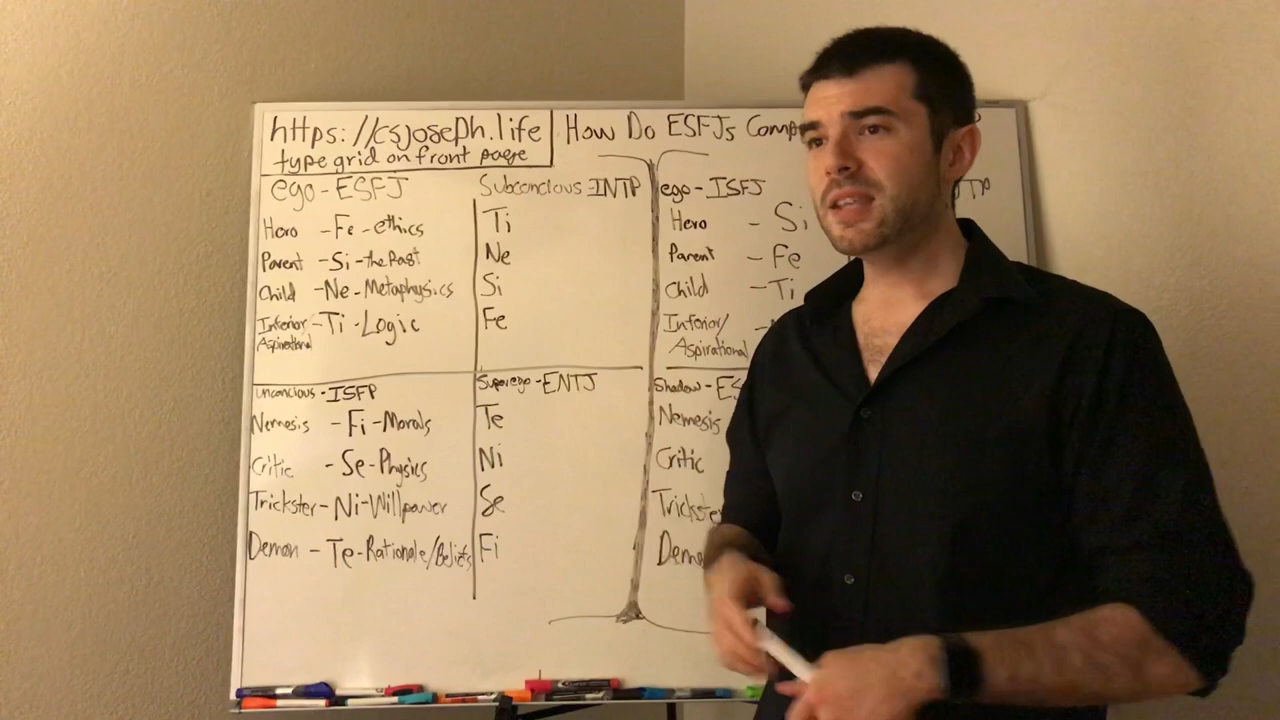 https://csjoseph.life
type grid on front page
How Do ESFJs Comp
ego-ESFJ
Hero -Fe-ethics
Parent -Si-the Past
Child -Ne-Metaphysics
Inferior/ -Ti-Logic
Aspirational
Subconcious-INTP
Ti
Ne
Si
Fe
Unconcious-ISFP
Nemesis -Fi-Morals
Critic -Se-Physics
Trickster-Ni-Willpower
Demon -Te-Rationale/Beliefs
Superego-ENTJ
Te
Ni
Se
Fi
ego-ISFJ
Hero -Si
Parent -Fe
Child -Ti
Inferior/
Aspirational
TP
Shadow-ES
Nemesis
Critic
Trickster
Demo